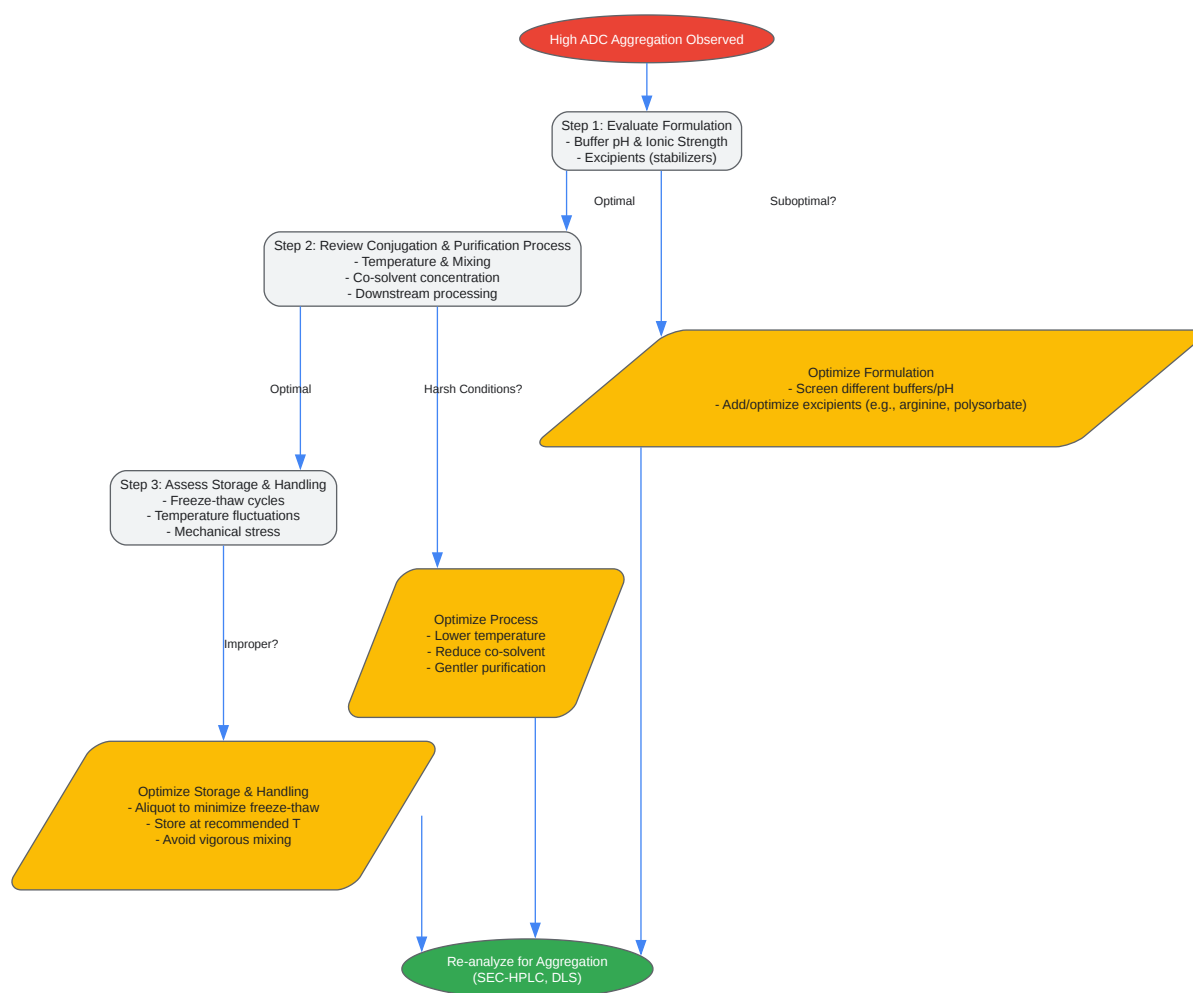 High ADC Aggregation Observed
Step 1: Evaluate Formulation
- Buffer pH & Ionic Strength
- Excipients (stabilizers)
Optimal
Suboptimal?
Step 2: Review Conjugation & Purification Process
- Temperature & Mixing
- Co-solvent concentration
- Downstream processing
Optimal
Harsh Conditions?
Optimize Formulation
- Screen different buffers/pH
- Add/optimize excipients (e.g., arginine, polysorbate)
Step 3: Assess Storage & Handling
- Freeze-thaw cycles
- Temperature fluctuations
- Mechanical stress
Improper?
Optimize Process
- Lower temperature
- Reduce co-solvent
- Gentler purification
Optimize Storage & Handling
- Aliquot to minimize freeze-thaw
- Store at recommended T
- Avoid vigorous mixing
Re-analyze for Aggregation
(SEC-HPLC, DLS)